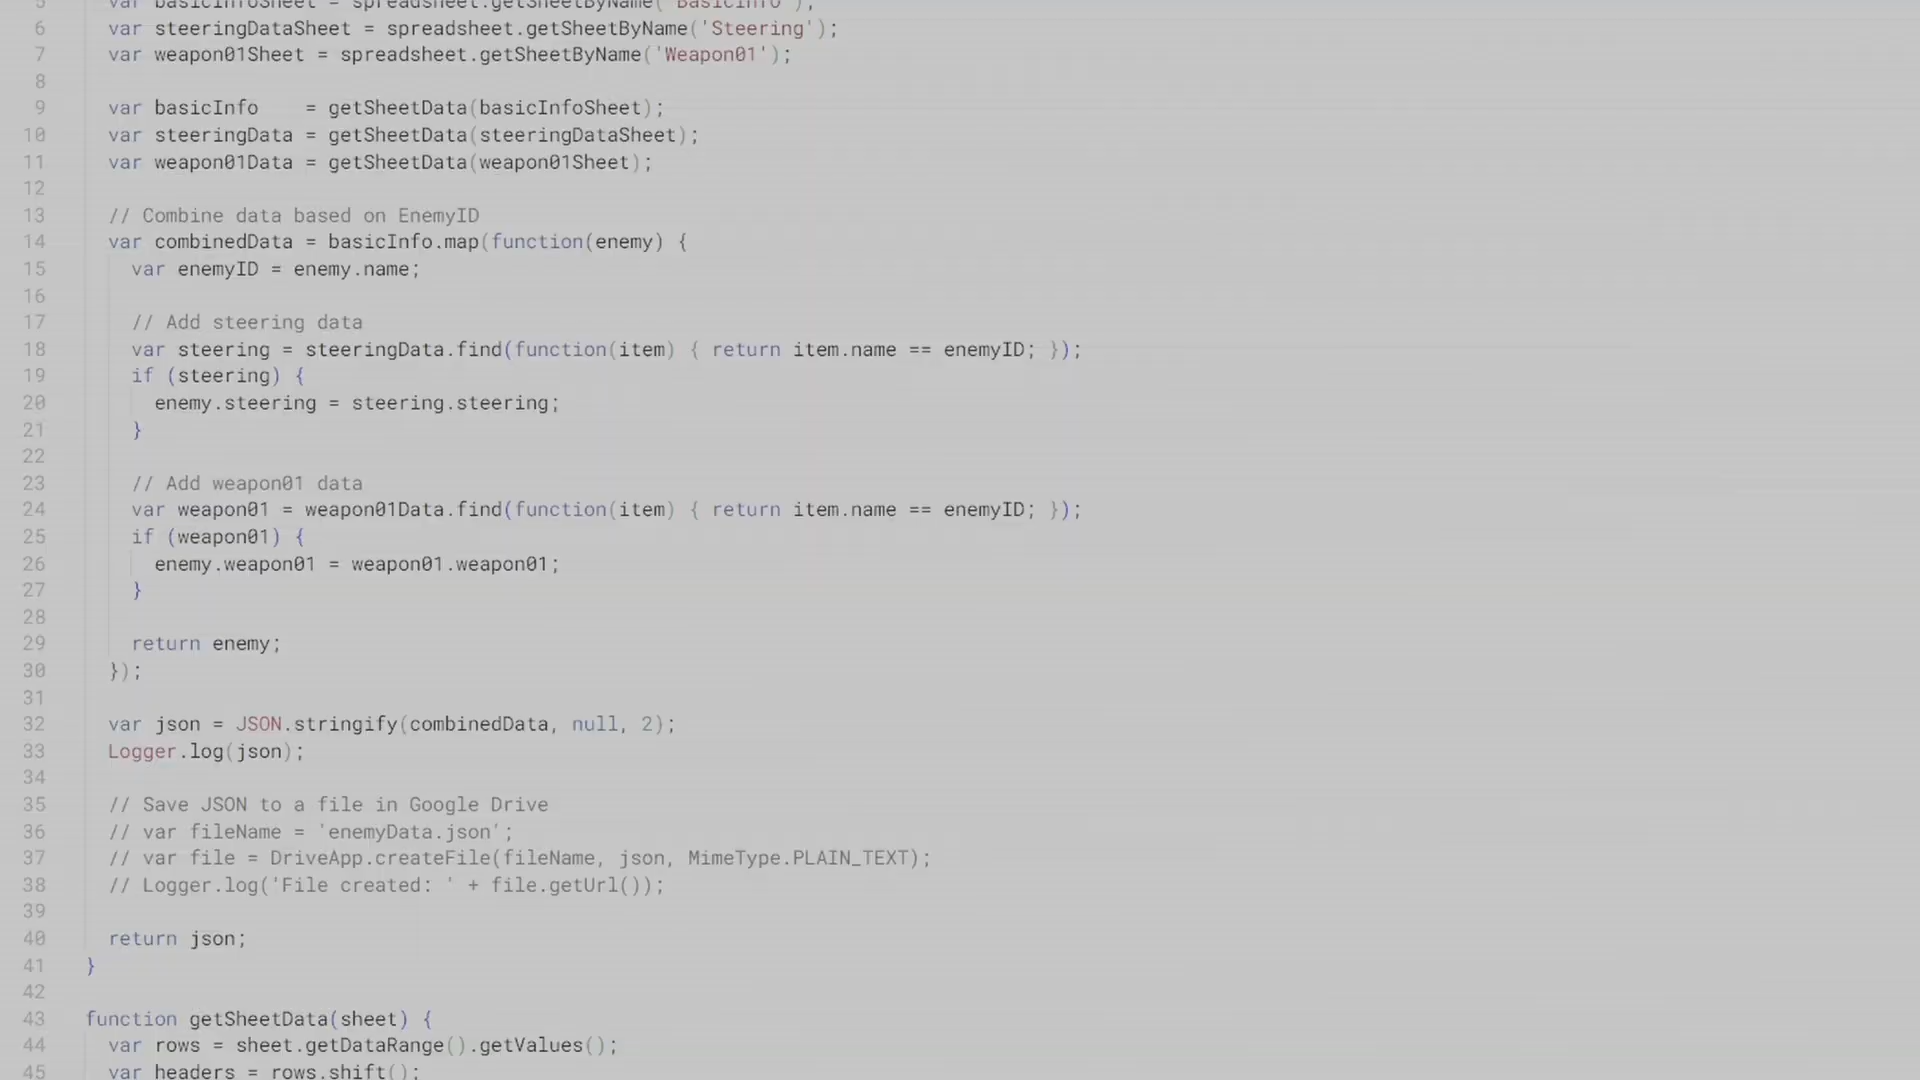 5 var basicInfoSheet = spreadsheet.getSheetByName('BasicInfo');
6 var steeringDataSheet = spreadsheet.getSheetByName('Steering');
7 var weapon01Sheet = spreadsheet.getSheetByName('Weapon01');
8
9 var basicInfo    = getSheetData(basicInfoSheet);
10 var steeringData = getSheetData(steeringDataSheet);
11 var weapon01Data = getSheetData(weapon01Sheet);
12
13 // Combine data based on EnemyID
14 var combinedData = basicInfo.map(function(enemy) {
15 var enemyID = enemy.name;
16
17 // Add steering data
18 var steering = steeringData.find(function(item) { return item.name == enemyID; });
19 if (steering) {
20 enemy.steering = steering.steering;
21 }
22
23 // Add weapon01 data
24 var weapon01 = weapon01Data.find(function(item) { return item.name == enemyID; });
25 if (weapon01) {
26 enemy.weapon01 = weapon01.weapon01;
27 }
28
29 return enemy;
30 });
31
32 var json = JSON.stringify(combinedData, null, 2);
33 Logger.log(json);
34
35 // Save JSON to a file in Google Drive
36 // var fileName = 'enemyData.json';
37 // var file = DriveApp.createFile(fileName, json, MimeType.PLAIN_TEXT);
38 // Logger.log('File created: ' + file.getUrl());
39
40 return json;
41 }
42
43 function getSheetData(sheet) {
44 var rows = sheet.getDataRange().getValues();
45 var headers = rows.shift();